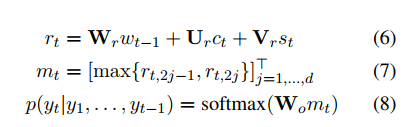 r_t = W_r w_{t−1} + U_r c_t + V_r s_t (6)
m_t = [max{r_{t,2j−1}, r_{t,2j}}]^⊤_{j=1,...,d} (7)
p(y_t|y_1, . . . , y_{t−1}) = softmax(W_o m_t) (8)